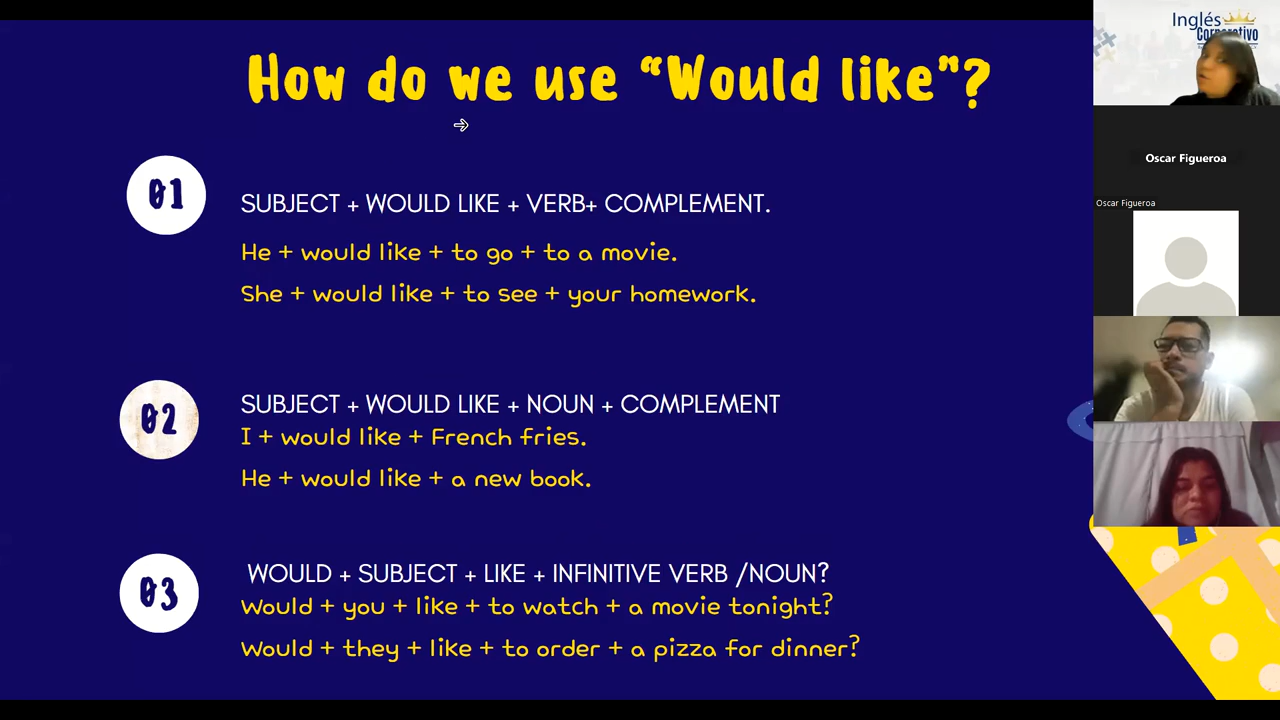 How do we use “Would like”?
01
SUBJECT + WOULD LIKE + VERB+ COMPLEMENT.
He + would like + to go + to a movie.
She + would like + to see + your homework.
02
SUBJECT + WOULD LIKE + NOUN + COMPLEMENT
I + would like + French fries.
He + would like + a new book.
03
WOULD + SUBJECT + LIKE + INFINITIVE VERB /NOUN?
Would + you + like + to watch + a movie tonight?
Would + they + like + to order + a pizza for dinner?
Inglés
Corporativo
Oscar Figueroa
Oscar Figueroa